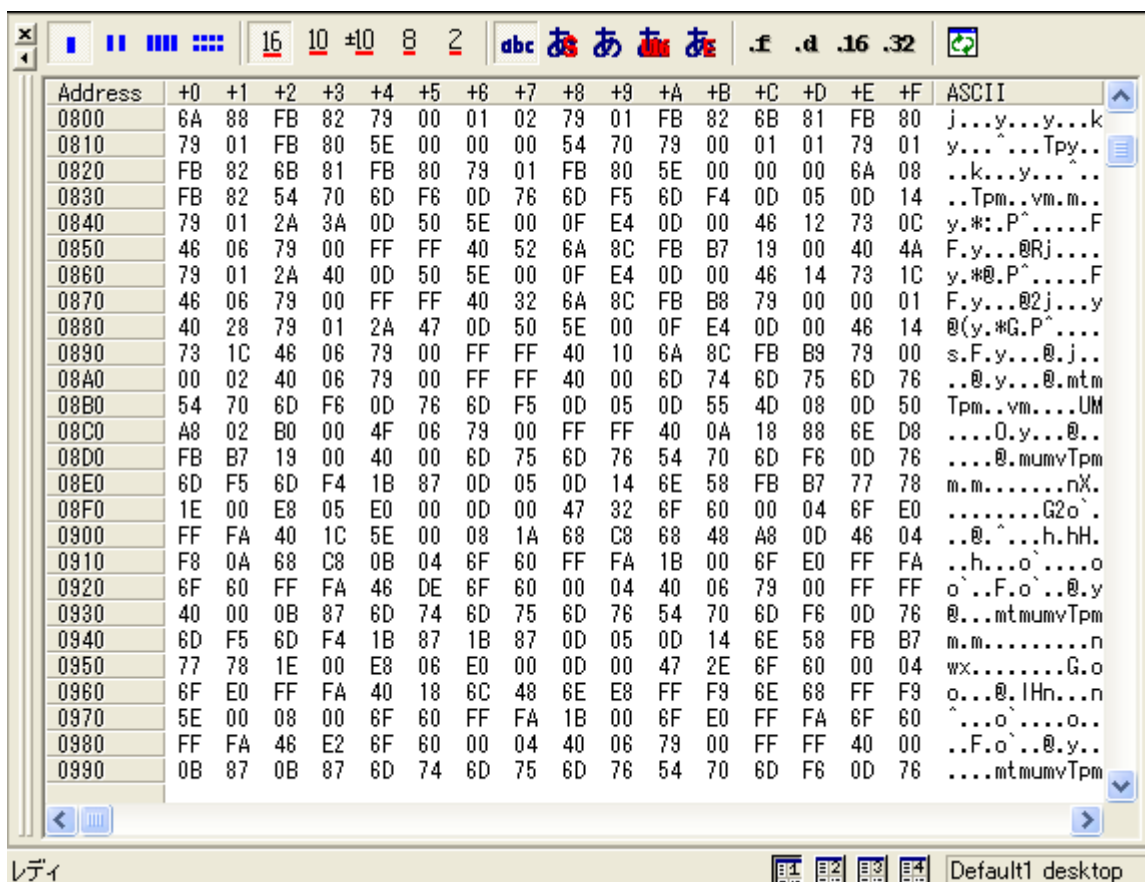 16 10 ±10 8 2 abc あS あ あUNI あE .f .d .16 .32
Address +0 +1 +2 +3 +4 +5 +6 +7 +8 +9 +A +B +C +D +E +F ASCII
0800 6A 88 FB 82 79 00 01 02 79 01 FB 82 6B 81 FB 80 j...y...y...k
0810 79 01 FB 80 5E 00 00 00 54 70 79 00 01 01 79 01 y...^...Tpy..
0820 FB 82 6B 81 FB 80 79 01 FB 80 5E 00 00 00 6A 08 ..k...y...^..
0830 FB 82 54 70 6D F6 0D 76 6D F5 6D F4 0D 05 0D 14 ..Tpm..vm.m..
0840 79 01 2A 3A 0D 50 5E 00 0F E4 0D 00 46 12 73 0C y.*:.P^.....F
0850 46 06 79 00 FF FF 40 52 6A 8C FB B7 19 00 40 4A F.y...@Rj....
0860 79 01 2A 40 0D 50 5E 00 0F E4 0D 00 46 14 73 1C y.*@.P^.....F
0870 46 06 79 00 FF FF 40 32 6A 8C FB B8 79 00 00 01 F.y...@2j...y
0880 40 28 79 01 2A 47 0D 50 5E 00 0F E4 0D 00 46 14 @(y.*G.P^....
0890 73 1C 46 06 79 00 FF FF 40 10 6A 8C FB B9 79 00 s.F.y...@.j..
08A0 00 02 40 06 79 00 FF FF 40 00 6D 74 6D 75 6D 76 ..@.y...@.mtm
08B0 54 70 6D F6 0D 76 6D F5 0D 05 0D 55 4D 08 0D 50 Tpm..vm....UM
08C0 A8 02 B0 00 4F 06 79 00 FF FF 40 0A 18 88 6E D8 ....O.y...@..
08D0 FB B7 19 00 40 00 6D 75 6D 76 54 70 6D F6 0D 76 ....@.mumvTpm
08E0 6D F5 6D F4 1B 87 0D 05 0D 14 6E 58 FB B7 77 78 m.m.......nX.
08F0 1E 00 E8 05 E0 00 0D 00 47 32 6F 60 00 04 6F E0 ........G2o`.
0900 FF FA 40 1C 5E 00 08 1A 68 C8 68 48 A8 0D 46 04 ..@.^...h.hH.
0910 F8 0A 68 C8 0B 04 6F 60 FF FA 1B 00 6F E0 FF FA ..h...o`....o
0920 6F 60 FF FA 46 DE 6F 60 00 04 40 06 79 00 FF FF o`..F.o`..@.y
0930 40 00 0B 87 6D 74 6D 75 6D 76 54 70 6D F6 0D 76 @...mtmumvTpm
0940 6D F5 6D F4 1B 87 1B 87 0D 05 0D 14 6E 58 FB B7 m.m.........n
0950 77 78 1E 00 E8 06 E0 00 0D 00 47 2E 6F 60 00 04 wx........G.o
0960 6F E0 FF FA 40 18 6C 48 6E E8 FF F9 6E 68 FF F9 o...@.lHn...n
0970 5E 00 08 00 6F 60 FF FA 1B 00 6F E0 FF FA 6F 60 ^...o`....o..
0980 FF FA 46 E2 6F 60 00 04 40 06 79 00 FF FF 40 00 ..F.o`..@.y..
0990 0B 87 0B 87 6D 74 6D 75 6D 76 54 70 6D F6 0D 76 ....mtmumvTpm
レディ 1 2 3 4 Default1 desktop